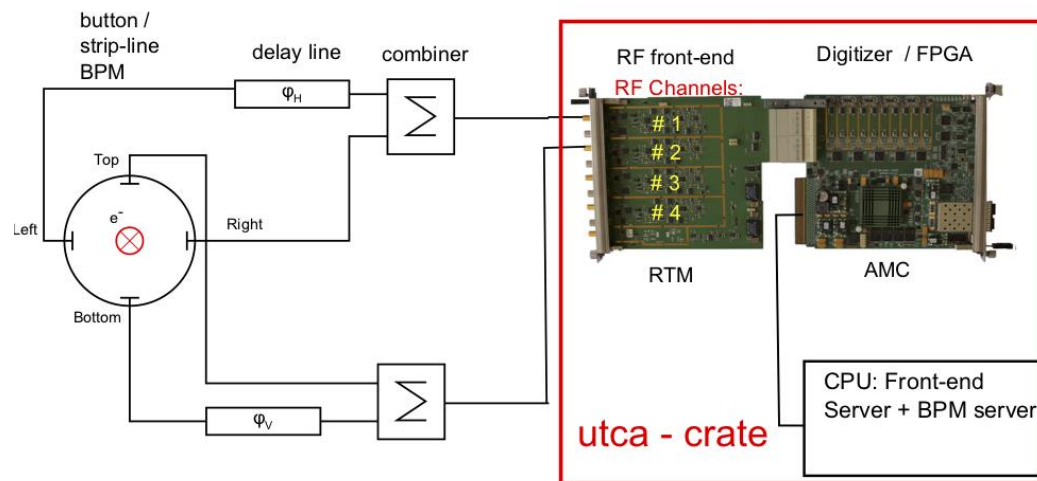 button /
strip-line
BPM
delay line
combiner
φH
Σ
Top
e-
Left
Right
Bottom
Σ
φV
RF front-end
RF Channels:
Digitizer / FPGA
# 1
# 2
# 3
# 4
RTM
AMC
CPU: Front-end
Server + BPM server
utca - crate